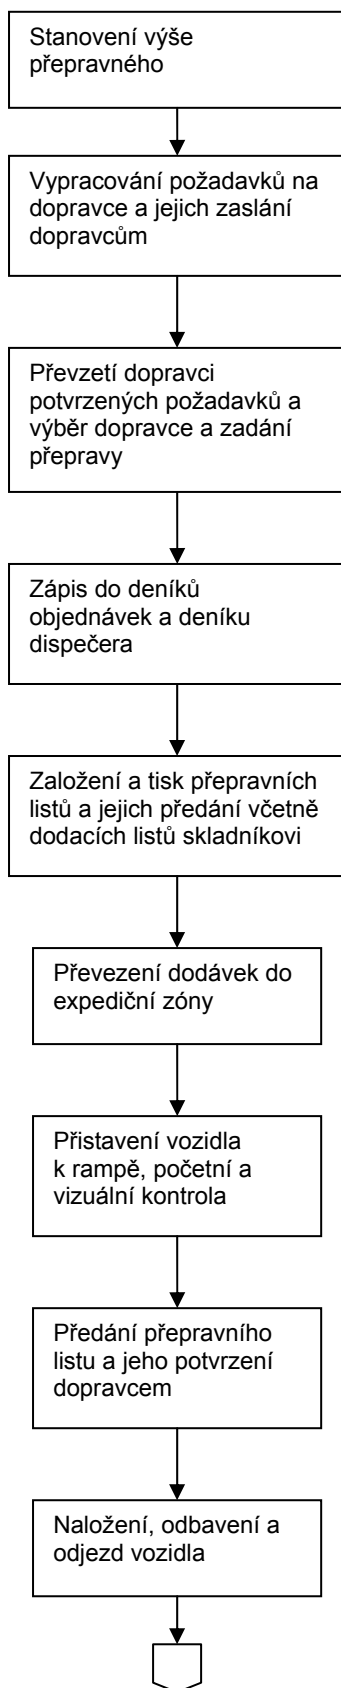 Stanovení výše
přepravného
Vypracování požadavků na
dopravce a jejich zaslání
dopravcům
Převzetí dopravci
potvrzených požadavků a
výběr dopravce a zadání
přepravy
Zápis do deníků
objednávek a deníku
dispečera
Založení a tisk přepravních
listů a jejich předání včetně
dodacích listů skladníkovi
Převezení dodávek do
expediční zóny
Přistavení vozidla
k rampě, početní a
vizuální kontrola
Předání přepravního
listu a jeho potvrzení
dopravcem
Naložení, odbavení a
odjezd vozidla